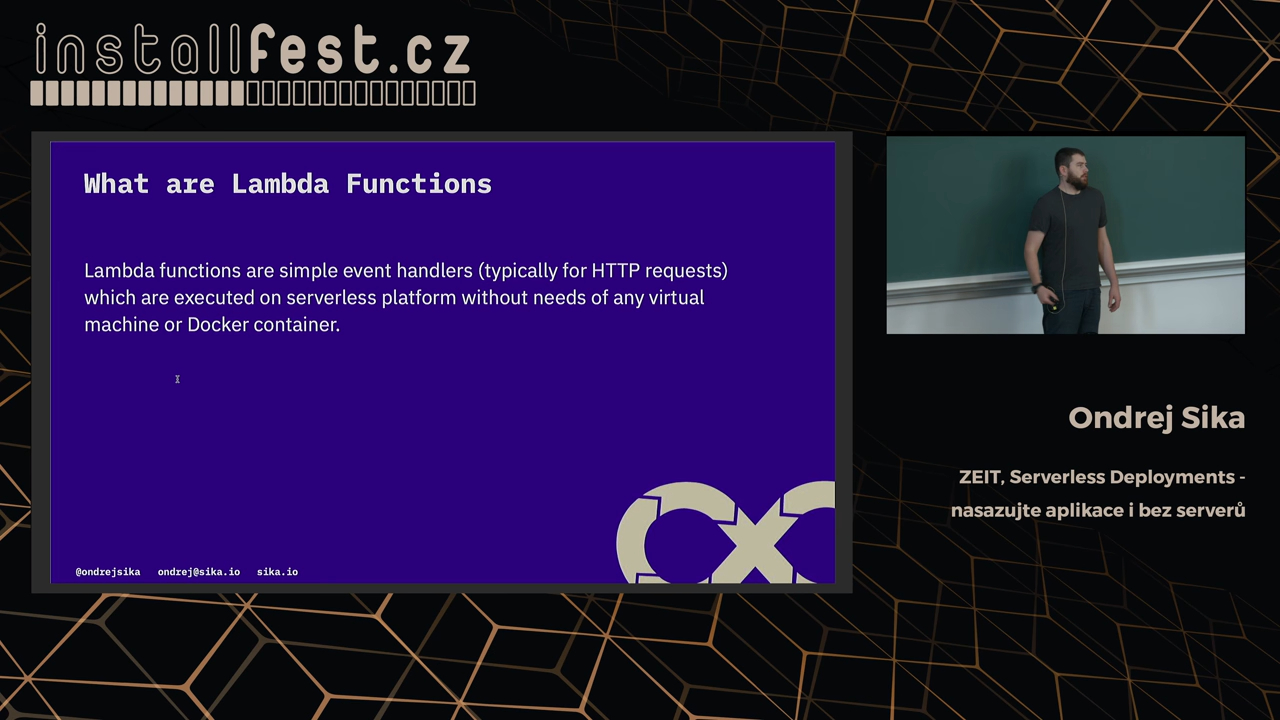 installfest.cz
What are Lambda Functions
Lambda functions are simple event handlers (typically for HTTP requests)
which are executed on serverless platform without needs of any virtual
machine or Docker container.
@ondrejsika ondrej@sika.io sika.io
Ondrej Sika
ZEIT, Serverless Deployments -
nasazujte aplikace i bez serverů